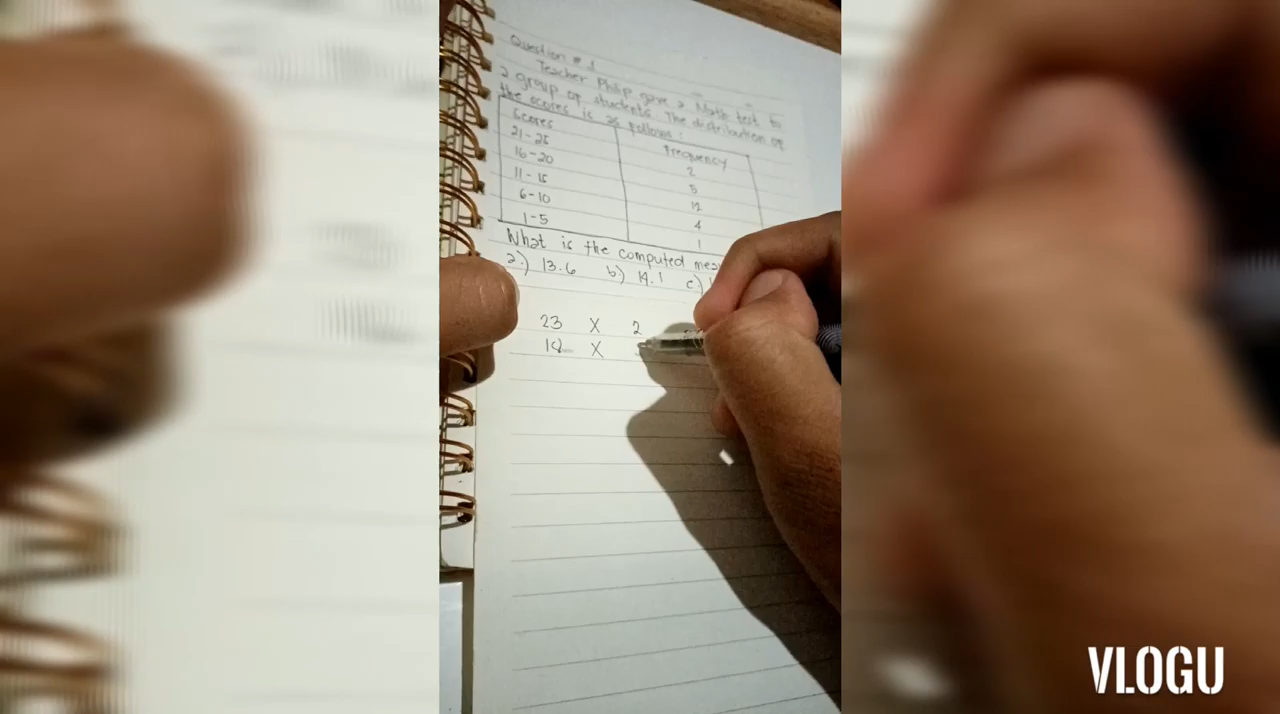 Question # 1
Teacher Philip gave a Math test to
a group of students. The distribution of
the scores is as follows:
Scores Frequency
21-25 2
16-20 5
11-15 12
6-10 4
1-5 1
What is the computed
a.) 13.6 b.) 14.1 c.)
23 X 2
18 X
VLOGU